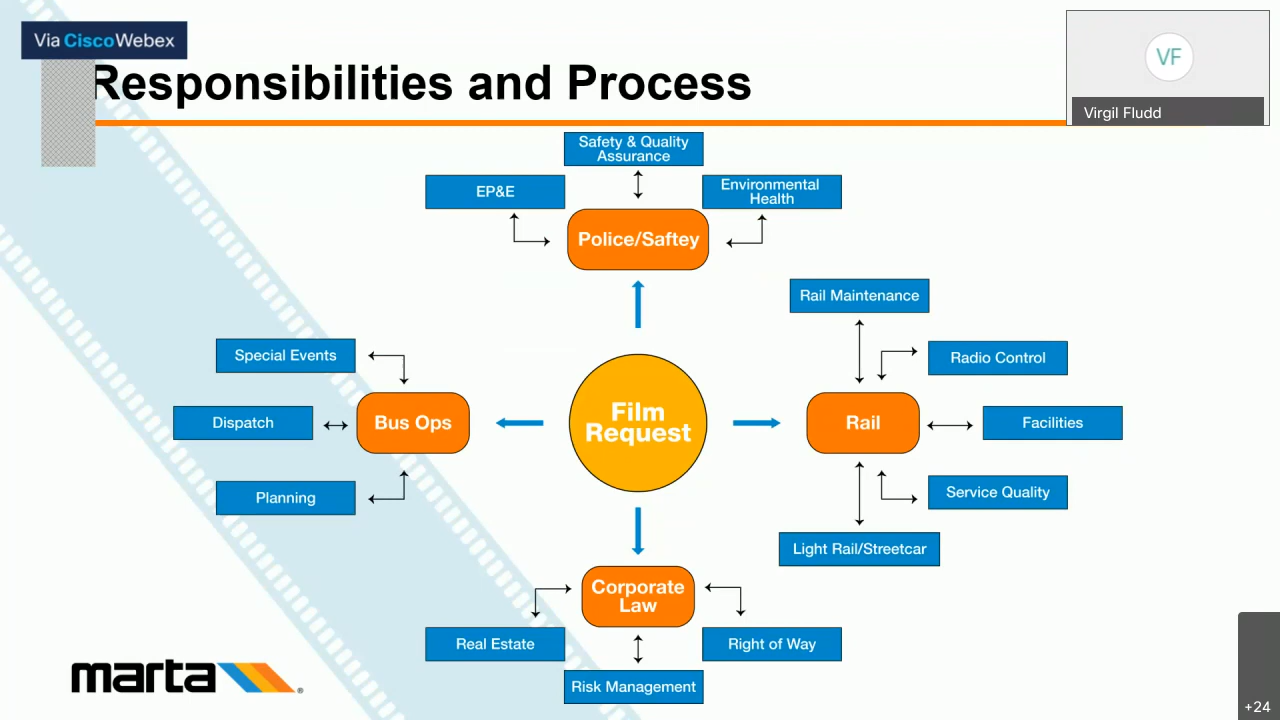 Via CiscoWebex
VF
Virgil Fludd
Responsibilities and Process
Safety & Quality
Assurance
EP&E
Environmental
Health
Police/Saftey
Rail Maintenance
Special Events
Radio Control
Dispatch
Bus Ops
Film
Request
Rail
Facilities
Planning
Service Quality
Light Rail/Streetcar
Corporate
Law
Real Estate
Right of Way
Risk Management
marta
®
+24